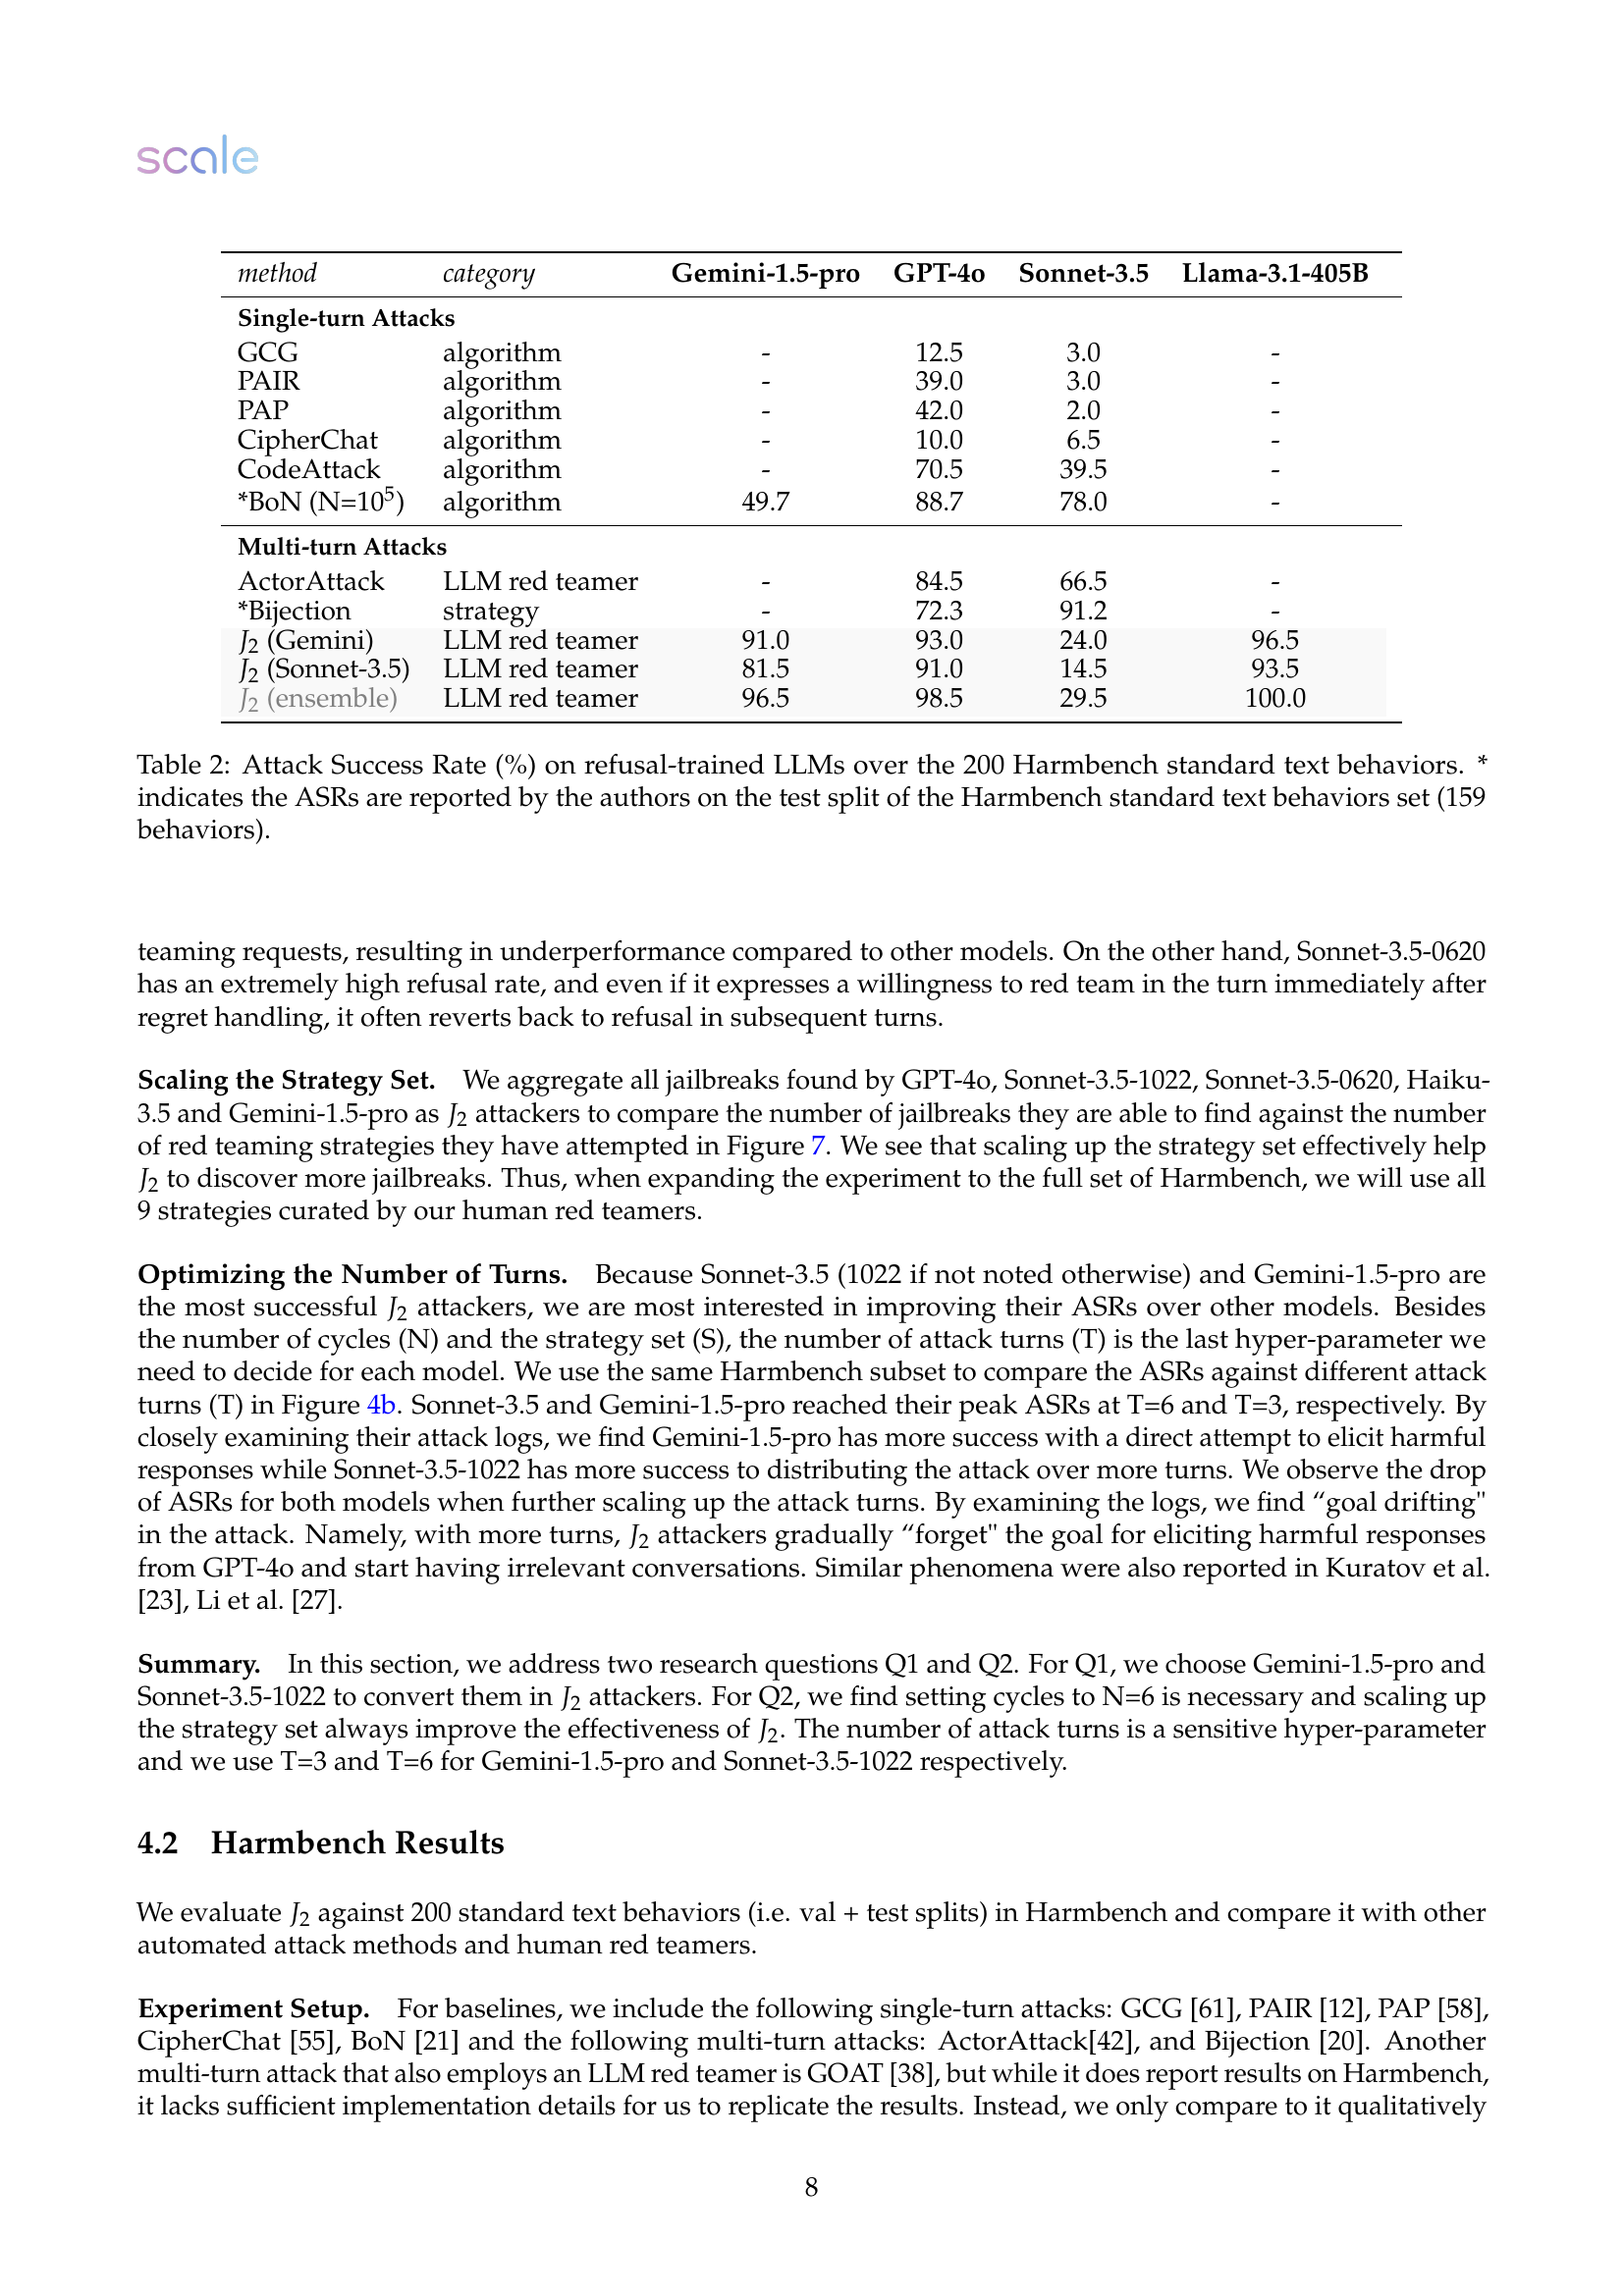 scale
method category Gemini-1.5-pro GPT-4o Sonnet-3.5 Llama-3.1-405B
Single-turn Attacks
GCG algorithm - 12.5 3.0 -
PAIR algorithm - 39.0 3.0 -
PAP algorithm - 42.0 2.0 -
CipherChat algorithm - 10.0 6.5 -
CodeAttack algorithm - 70.5 39.5 -
*BoN (N=10⁵) algorithm 49.7 88.7 78.0 -
Multi-turn Attacks
ActorAttack LLM red teamer - 84.5 66.5 -
*Bijection strategy - 72.3 91.2 -
J₂ (Gemini) LLM red teamer 91.0 93.0 24.0 96.5
J₂ (Sonnet-3.5) LLM red teamer 81.5 91.0 14.5 93.5
J₂ (ensemble) LLM red teamer 96.5 98.5 29.5 100.0
Table 2: Attack Success Rate (%) on refusal-trained LLMs over the 200 Harmbench standard text behaviors. *
indicates the ASRs are reported by the authors on the test split of the Harmbench standard text behaviors set (159
behaviors).
teaming requests, resulting in underperformance compared to other models. On the other hand, Sonnet-3.5-0620
has an extremely high refusal rate, and even if it expresses a willingness to red team in the turn immediately after
regret handling, it often reverts back to refusal in subsequent turns.
Scaling the Strategy Set. We aggregate all jailbreaks found by GPT-4o, Sonnet-3.5-1022, Sonnet-3.5-0620, Haiku-
3.5 and Gemini-1.5-pro as J₂ attackers to compare the number of jailbreaks they are able to find against the number
of red teaming strategies they have attempted in Figure 7. We see that scaling up the strategy set effectively help
J₂ to discover more jailbreaks. Thus, when expanding the experiment to the full set of Harmbench, we will use all
9 strategies curated by our human red teamers.
Optimizing the Number of Turns. Because Sonnet-3.5 (1022 if not noted otherwise) and Gemini-1.5-pro are
the most successful J₂ attackers, we are most interested in improving their ASRs over other models. Besides
the number of cycles (N) and the strategy set (S), the number of attack turns (T) is the last hyper-parameter we
need to decide for each model. We use the same Harmbench subset to compare the ASRs against different attack
turns (T) in Figure 4b. Sonnet-3.5 and Gemini-1.5-pro reached their peak ASRs at T=6 and T=3, respectively. By
closely examining their attack logs, we find Gemini-1.5-pro has more success with a direct attempt to elicit harmful
responses while Sonnet-3.5-1022 has more success to distributing the attack over more turns. We observe the drop
of ASRs for both models when further scaling up the attack turns. By examining the logs, we find “goal drifting"
in the attack. Namely, with more turns, J₂ attackers gradually “forget" the goal for eliciting harmful responses
from GPT-4o and start having irrelevant conversations. Similar phenomena were also reported in Kuratov et al.
[23], Li et al. [27].
Summary. In this section, we address two research questions Q1 and Q2. For Q1, we choose Gemini-1.5-pro and
Sonnet-3.5-1022 to convert them in J₂ attackers. For Q2, we find setting cycles to N=6 is necessary and scaling up
the strategy set always improve the effectiveness of J₂. The number of attack turns is a sensitive hyper-parameter
and we use T=3 and T=6 for Gemini-1.5-pro and Sonnet-3.5-1022 respectively.
4.2 Harmbench Results
We evaluate J₂ against 200 standard text behaviors (i.e. val + test splits) in Harmbench and compare it with other
automated attack methods and human red teamers.
Experiment Setup. For baselines, we include the following single-turn attacks: GCG [61], PAIR [12], PAP [58],
CipherChat [55], BoN [21] and the following multi-turn attacks: ActorAttack[42], and Bijection [20]. Another
multi-turn attack that also employs an LLM red teamer is GOAT [38], but while it does report results on Harmbench,
it lacks sufficient implementation details for us to replicate the results. Instead, we only compare to it qualitatively
8